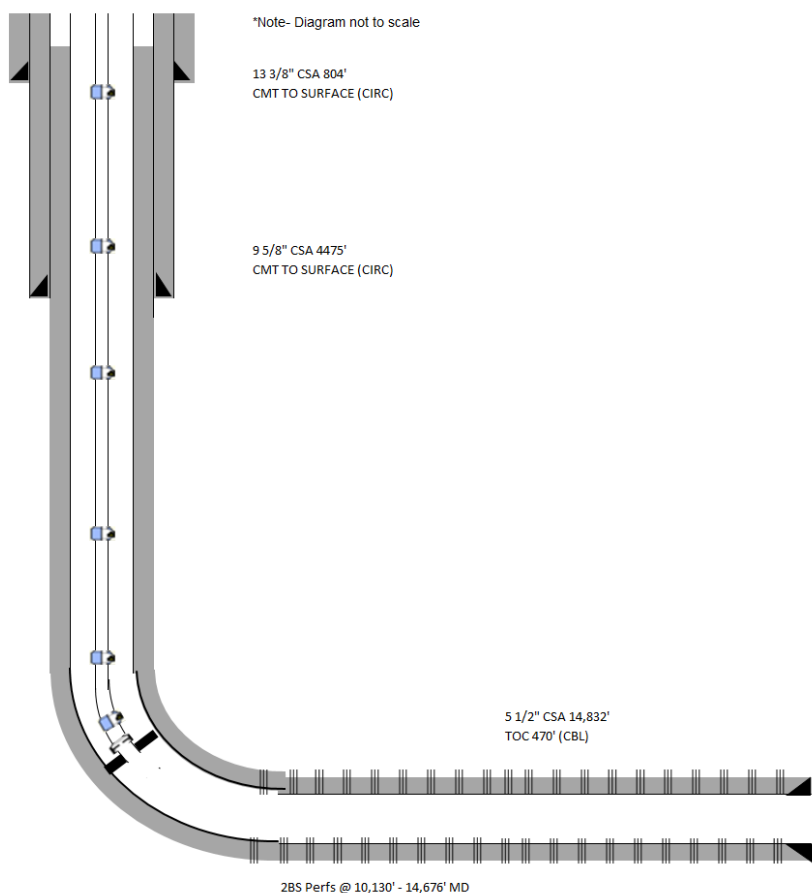 *Note- Diagram not to scale
13 3/8" CSA 804'
CMT TO SURFACE (CIRC)
9 5/8" CSA 4475'
CMT TO SURFACE (CIRC)
5 1/2" CSA 14,832'
TOC 470' (CBL)
2BS Perfs @ 10,130' - 14,676' MD